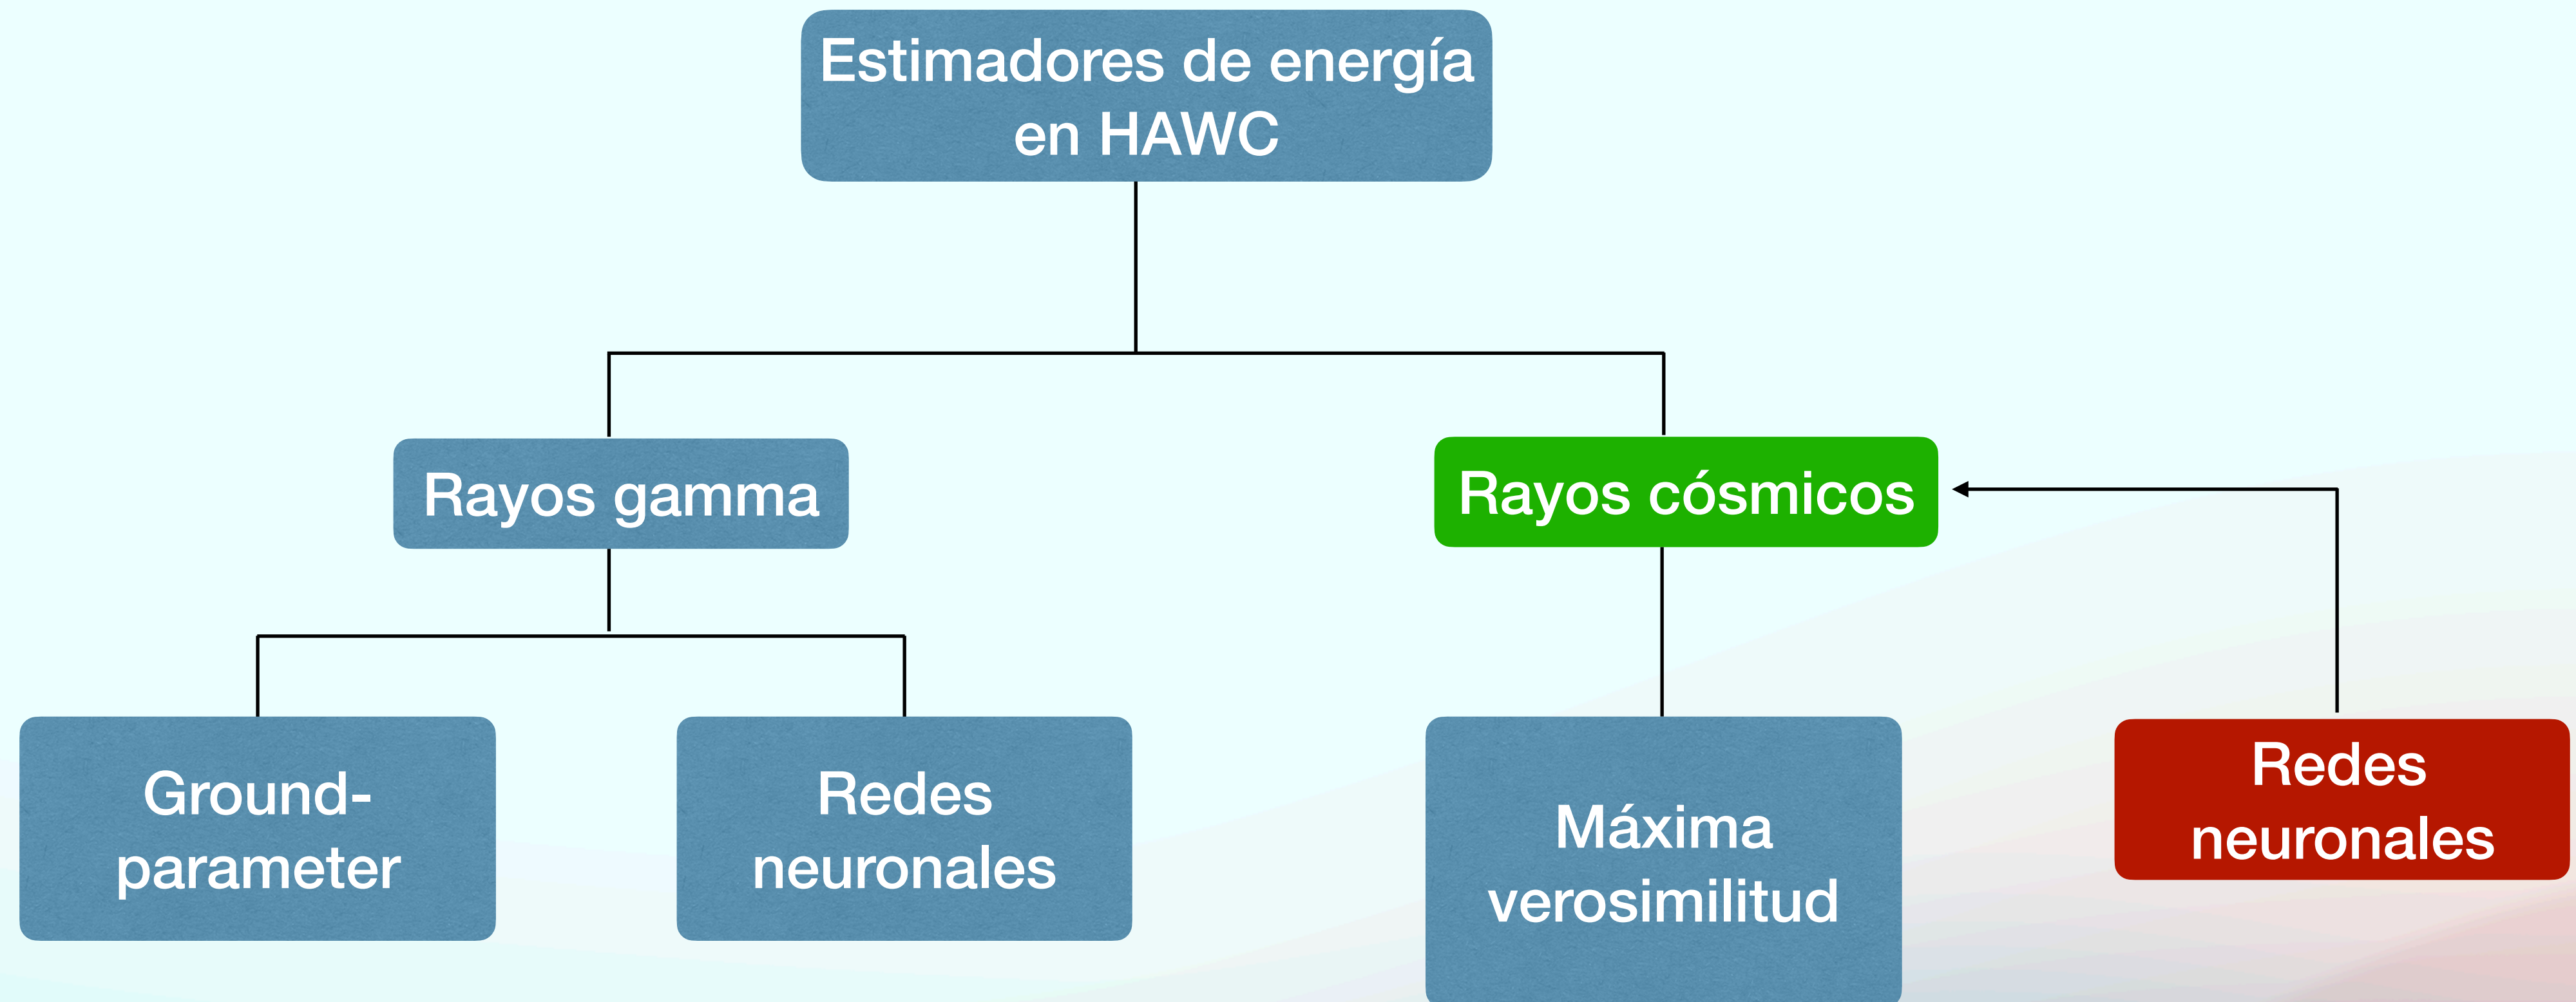 Estimadores de energía
en HAWC
Rayos gamma
Rayos cósmicos
Ground-
parameter
Redes
neuronales
Máxima
verosimilitud
Redes
neuronales